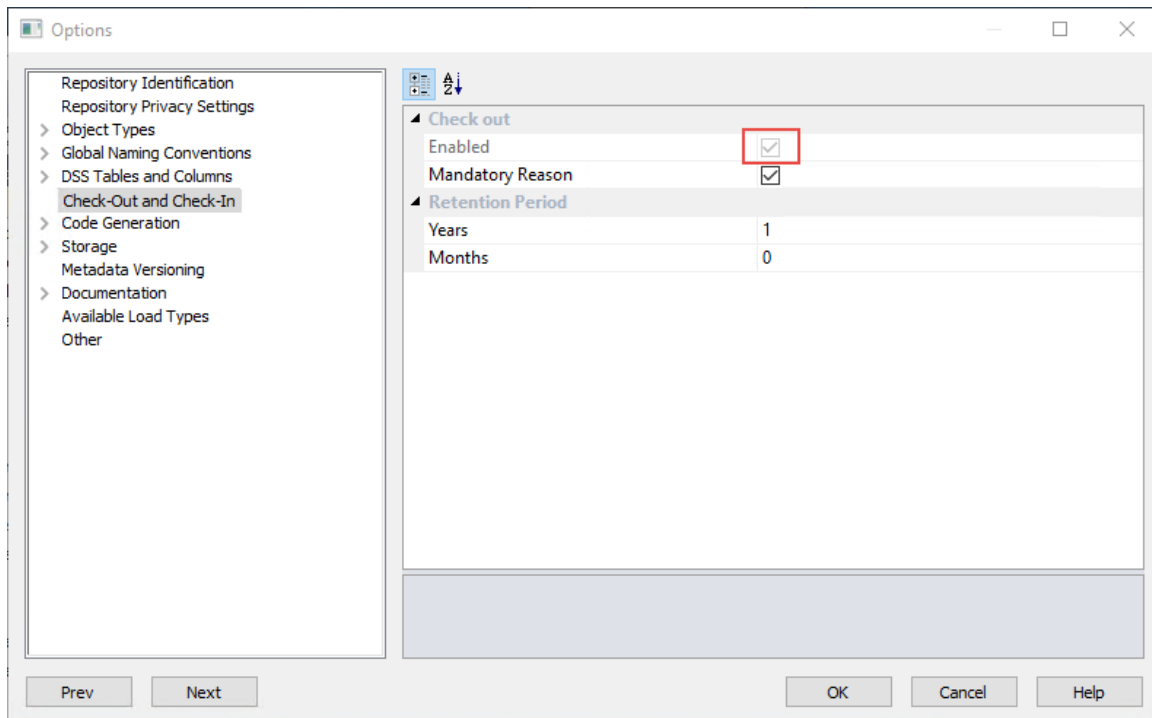 Options
Repository Identification
Repository Privacy Settings
Object Types
Global Naming Conventions
DSS Tables and Columns
Check-Out and Check-In
Code Generation
Storage
Metadata Versioning
Documentation
Available Load Types
Other
Check out
Enabled
Mandatory Reason
Retention Period
Years 1
Months 0
Prev Next OK Cancel Help